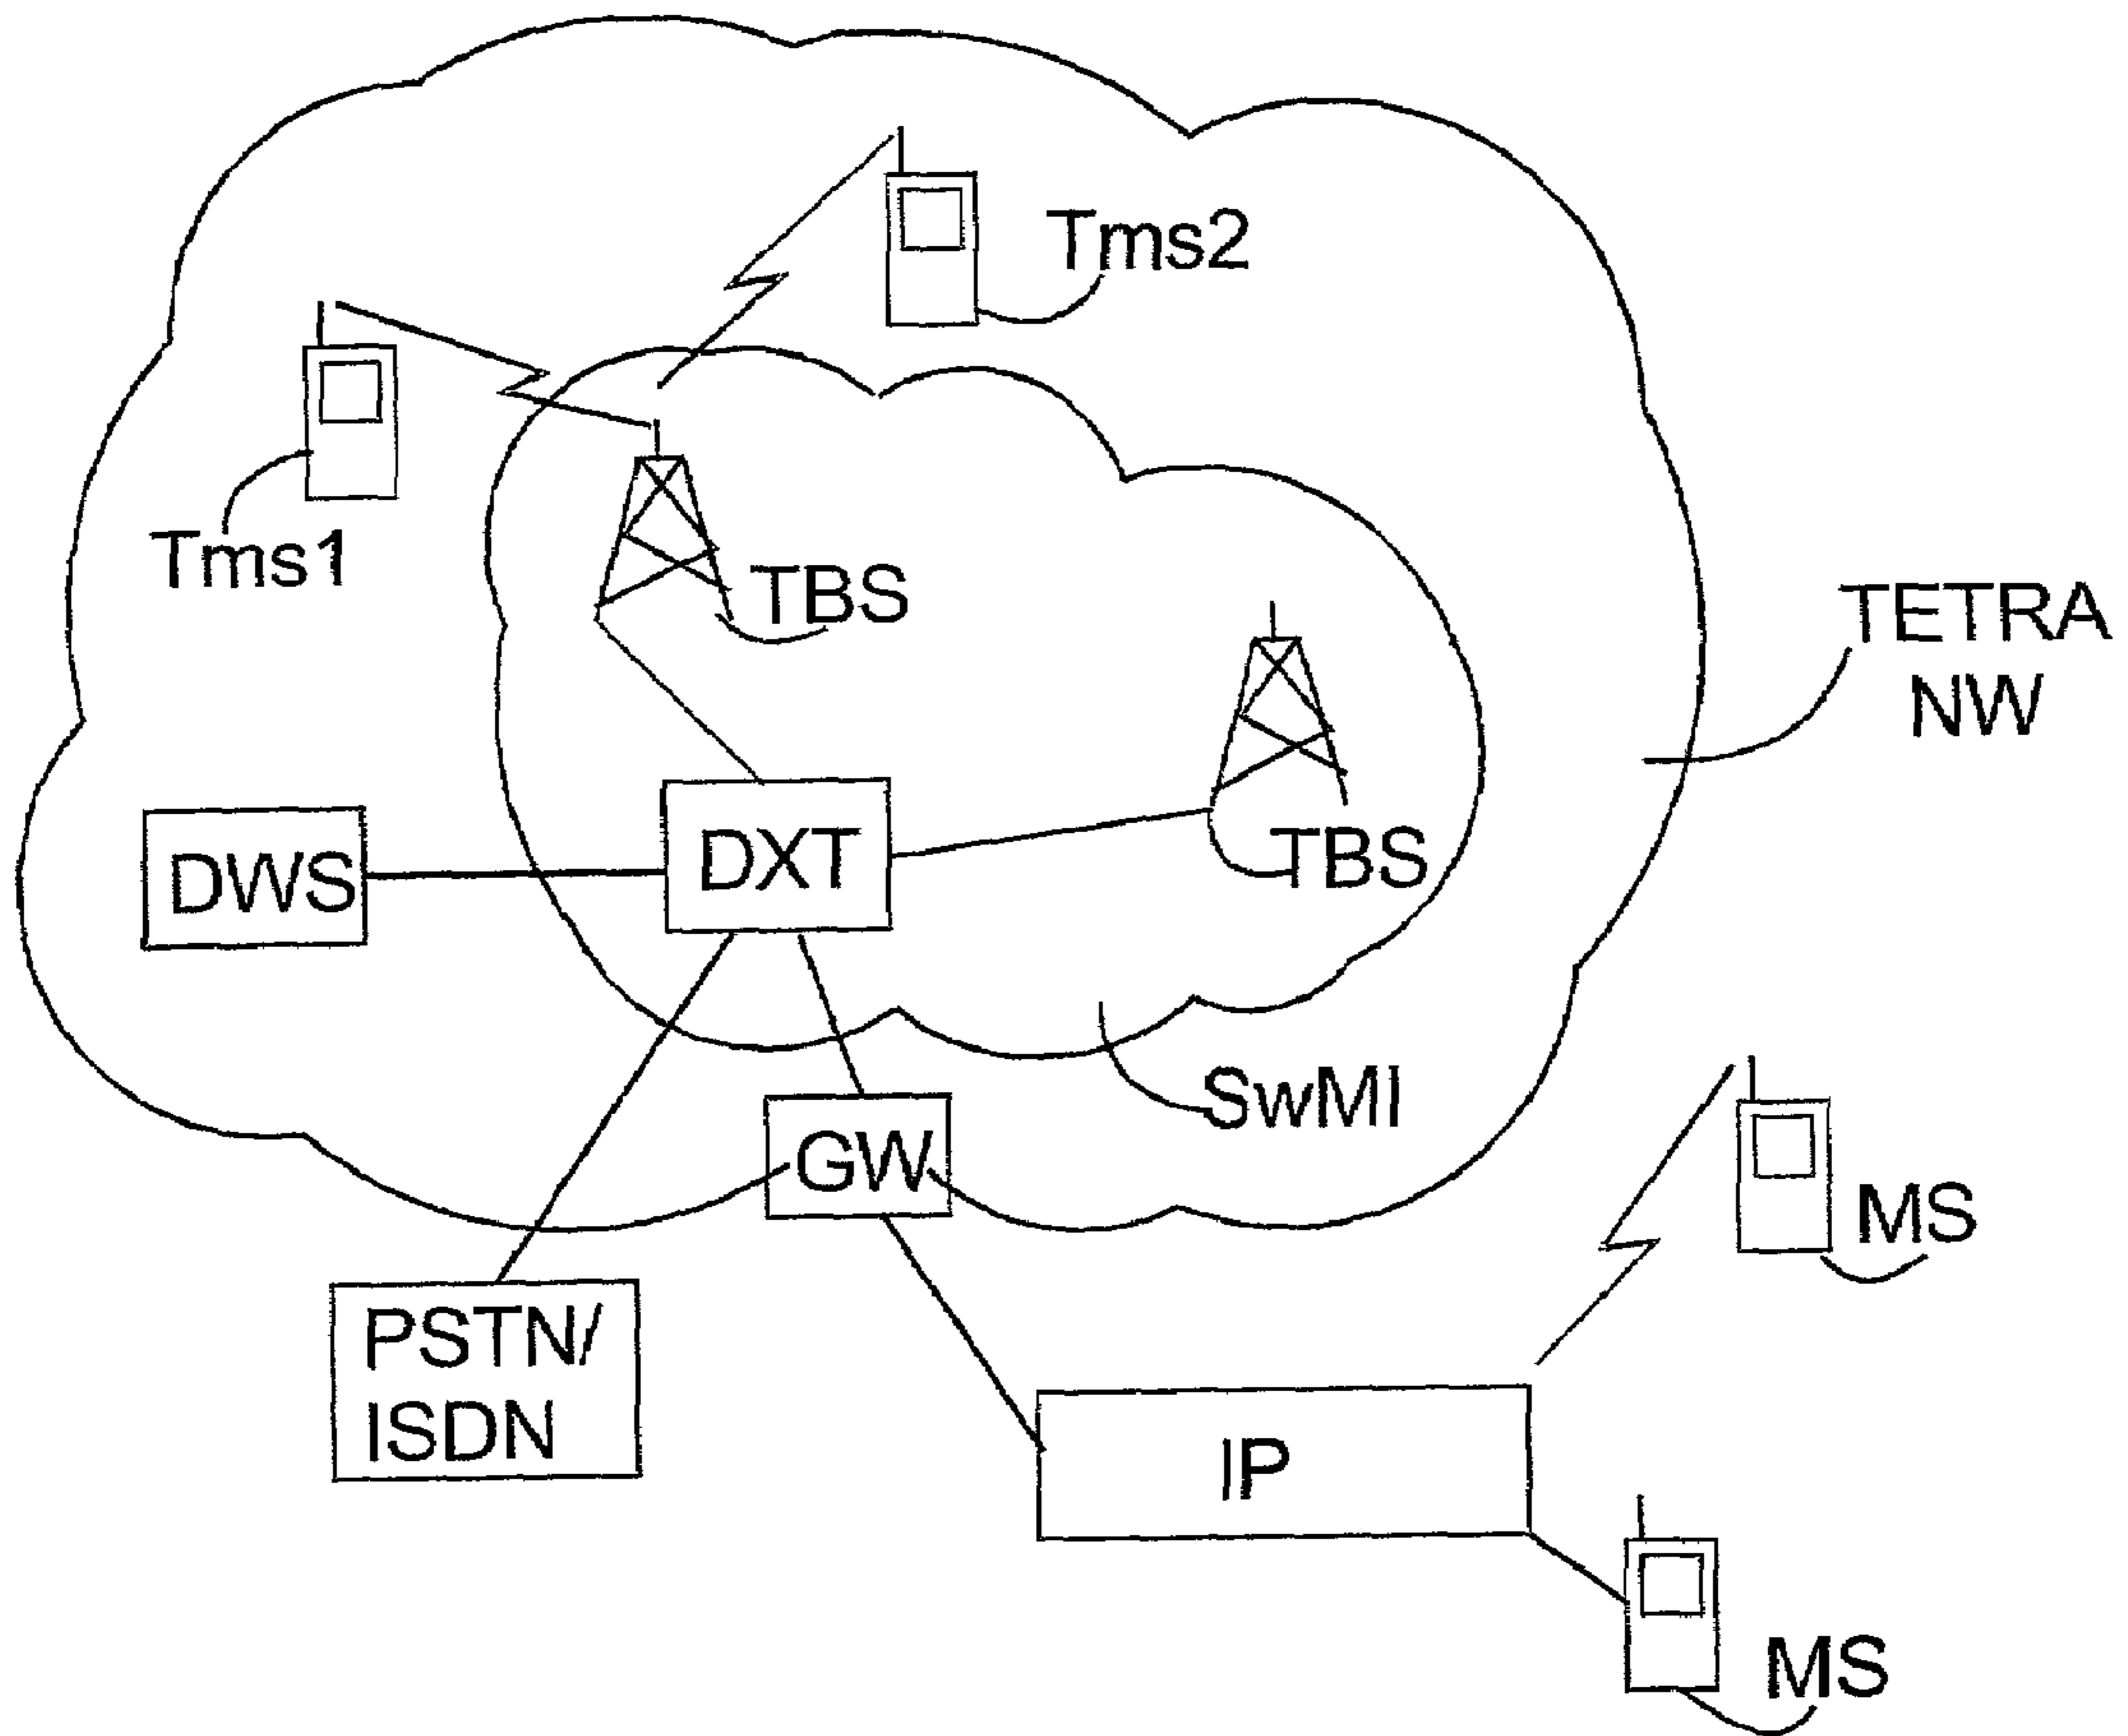 Tms2
Tms1
TBS
TETRA
NW
DWS
DXT
TBS
SwMI
GW
MS
PSTN/
ISDN
IP
MS